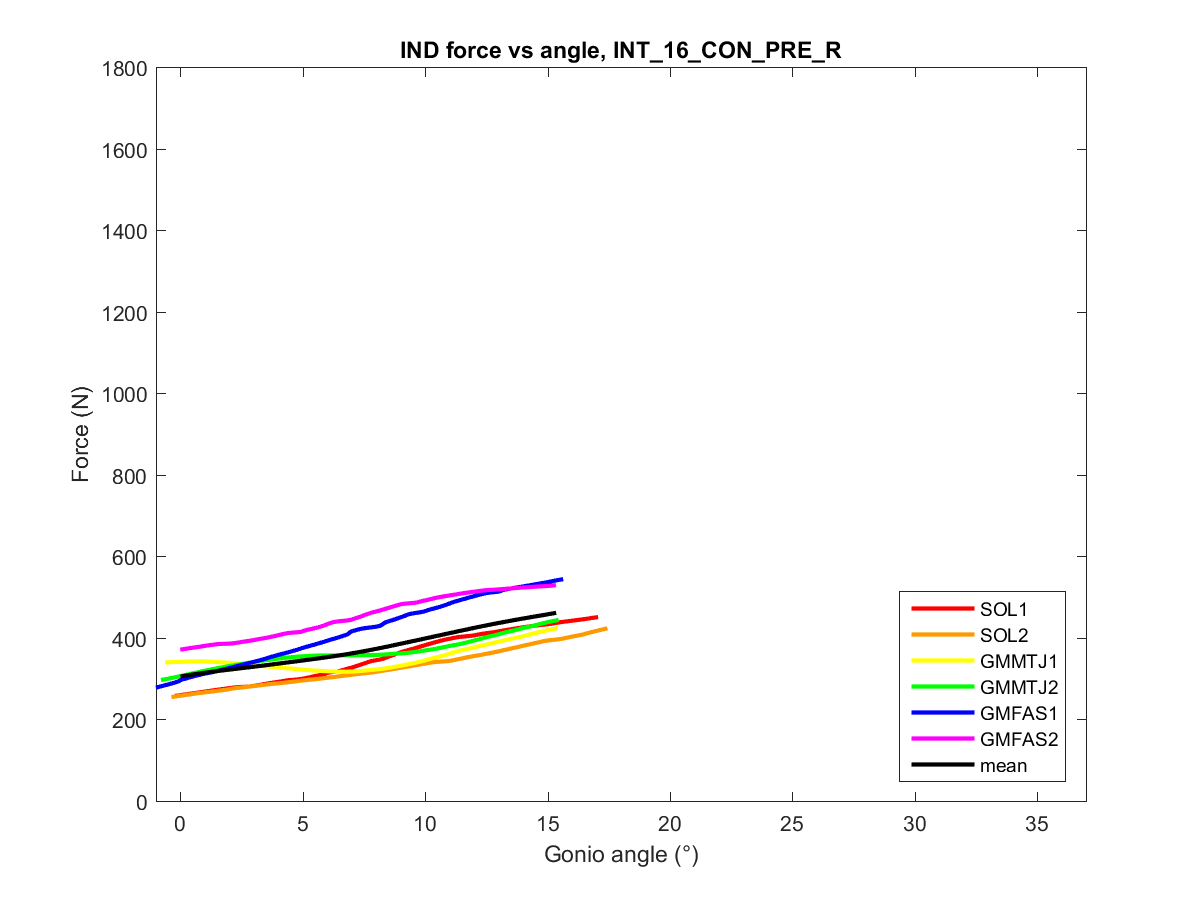 IND force vs angle, INT_16_CON_PRE_R
1800
1600
1400
1200
1000
800
600
400
200
0
Force (N)
0 5 10 15 20 25 30 35
Gonio angle (°)
SOL1
SOL2
GMMTJ1
GMMTJ2
GMFAS1
GMFAS2
mean